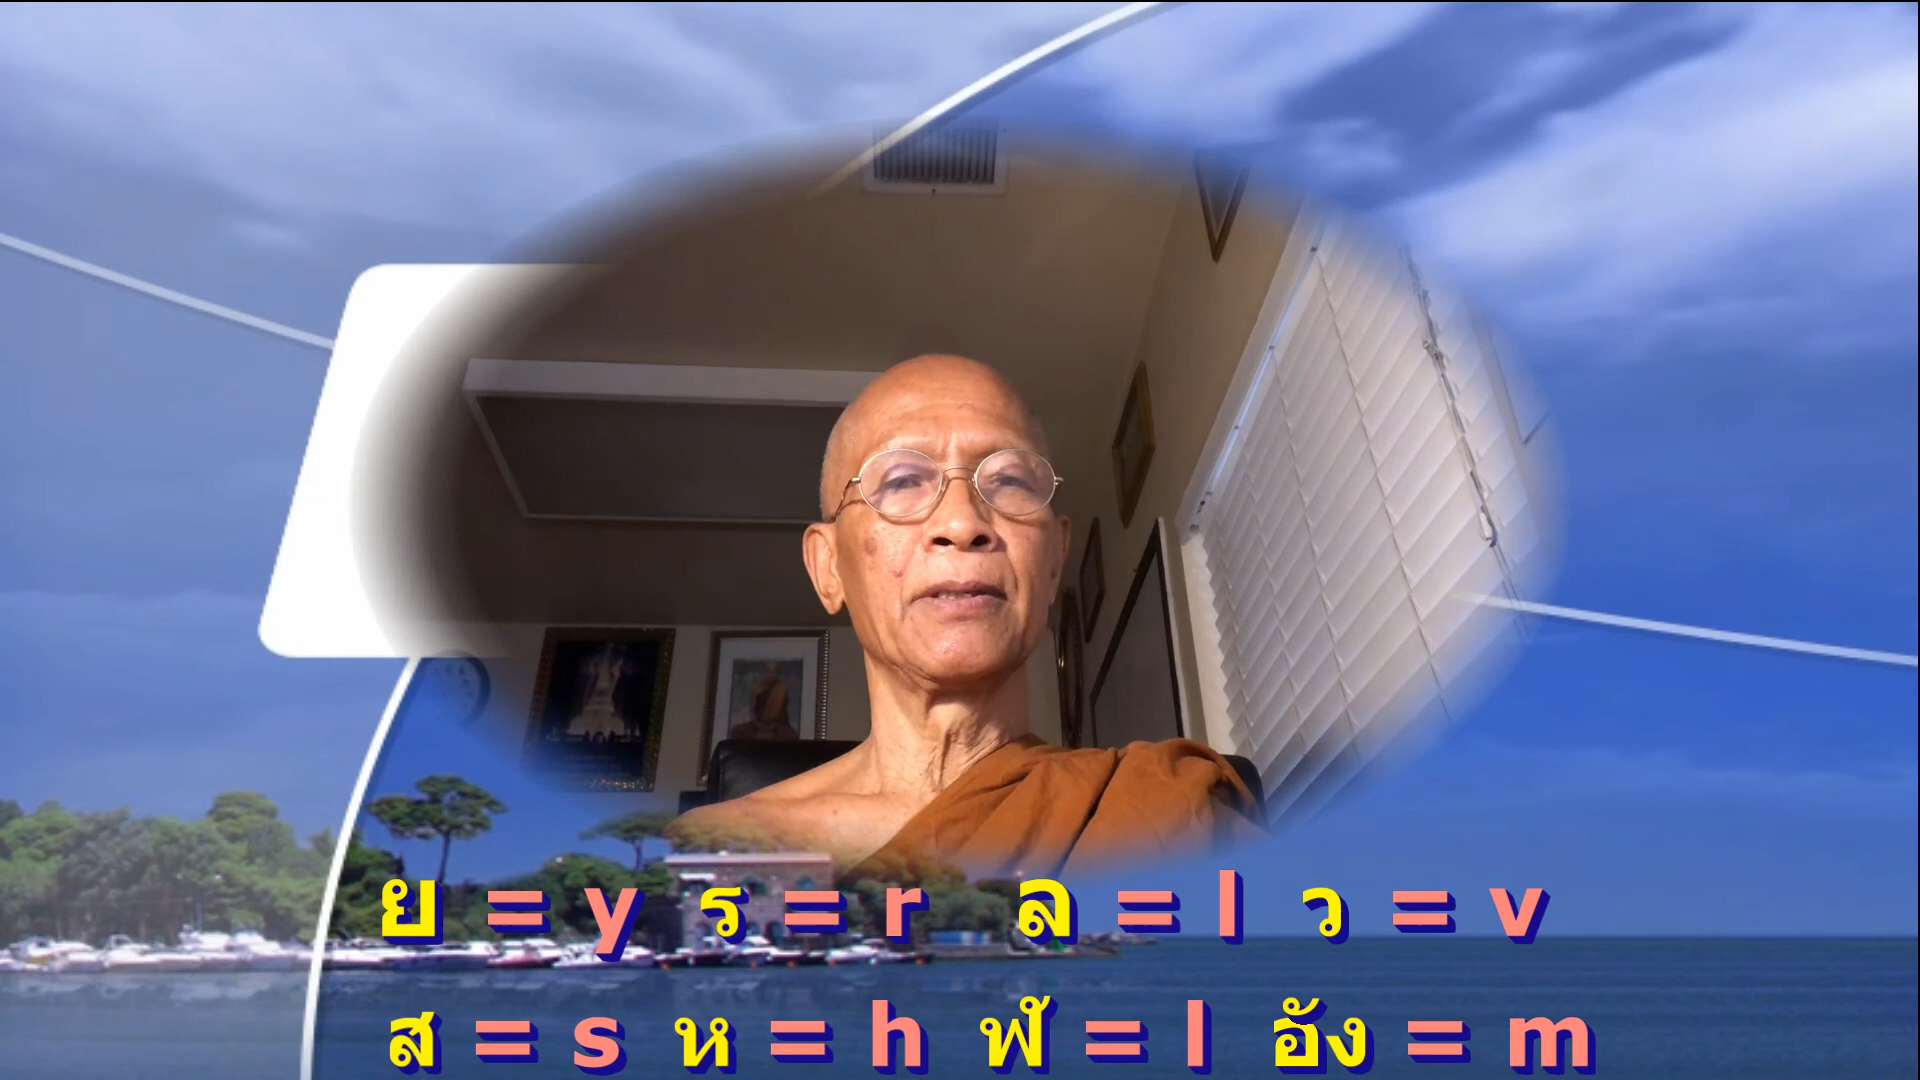 ย = y ร = r ล = l ว = v
ส = s ห = h ฬ = l อัง = m